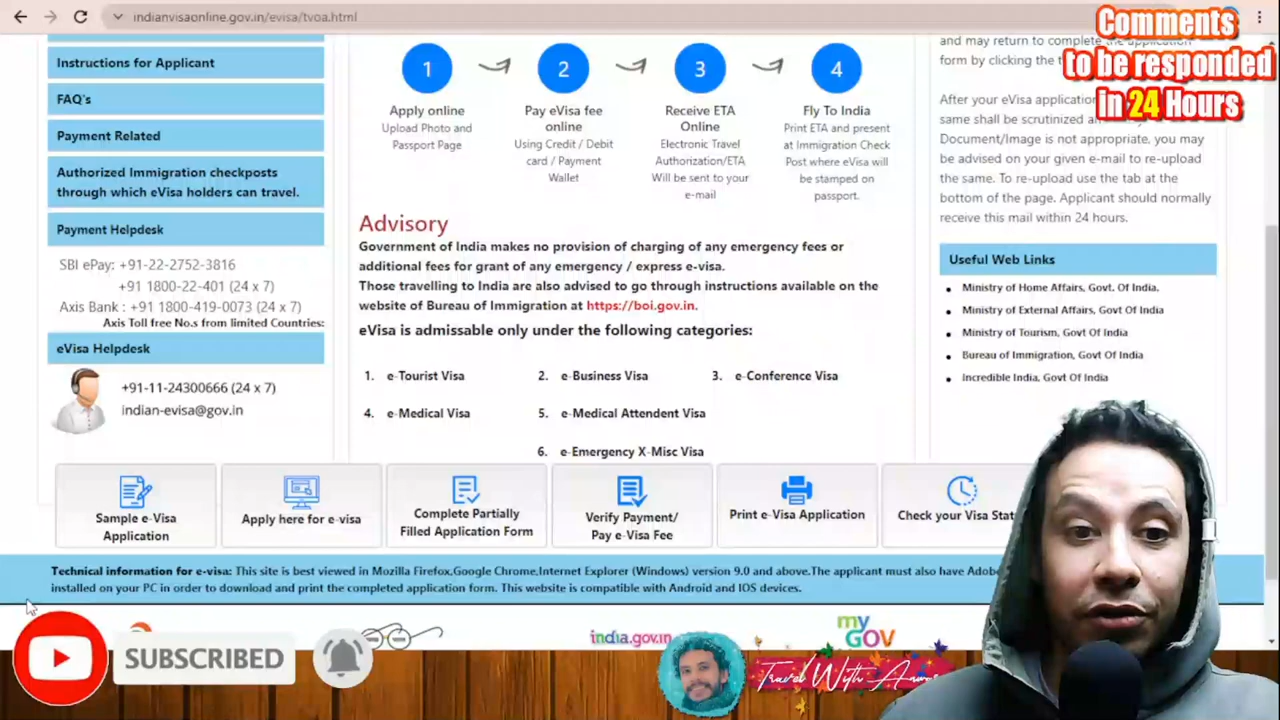 indianvisaonline.gov.in/evisa/tvoa.html
Comments
to be responded
in 24 Hours
Instructions for Applicant
FAQ's
Payment Related
Authorized Immigration checkposts
through which eVisa holders can travel.
Payment Helpdesk
SBI ePay: +91-22-2752-3816
+91 1800-22-401 (24 x 7)
Axis Bank : +91 1800-419-0073 (24 x 7)
Axis Toll free No.s from limited Countries:
eVisa Helpdesk
+91-11-24300666 (24 x 7)
indian-evisa@gov.in
1
2
3
4
Apply online
Upload Photo and
Passport Page
Pay eVisa fee
online
Using Credit / Debit
card / Payment
Wallet
Receive ETA
Online
Electronic Travel
Authorization/ETA
Will be sent to your
e-mail
Fly To India
Print ETA and present
at Immigration Check
Post where eVisa will
be stamped on
passport.
Advisory
Government of India makes no provision of charging of any emergency fees or
additional fees for grant of any emergency / express e-visa.
Those travelling to India are also advised to go through instructions available on the
website of Bureau of Immigration at https://boi.gov.in.
eVisa is admissable only under the following categories:
1. e-Tourist Visa 2. e-Business Visa 3. e-Conference Visa
4. e-Medical Visa 5. e-Medical Attendent Visa
6. e-Emergency X-Misc Visa
and may return to complete the application
form by clicking the
After your eVisa application
same shall be scrutinized
Document/Image is not appropriate, you may
be advised on your given e-mail to re-upload
the same. To re-upload use the tab at the
bottom of the page. Applicant should normally
receive this mail within 24 hours.
Useful Web Links
Ministry of Home Affairs, Govt. Of India.
Ministry of External Affairs, Govt Of India
Ministry of Tourism, Govt Of India
Bureau of Immigration, Govt Of India
Incredible India, Govt Of India
Sample e-Visa
Application
Apply here for e-visa
Complete Partially
Filled Application Form
Verify Payment/
Pay e-Visa Fee
Print e-Visa Application
Check your Visa Stat
Technical information for e-visa: This site is best viewed in Mozilla Firefox,Google Chrome,Internet Explorer (Windows) version 9.0 and above.The applicant must also have Adob
installed on your PC in order to download and print the completed application form. This website is compatible with Android and IOS devices.
india.gov.in
my
GOV
SUBSCRIBED
Travel With